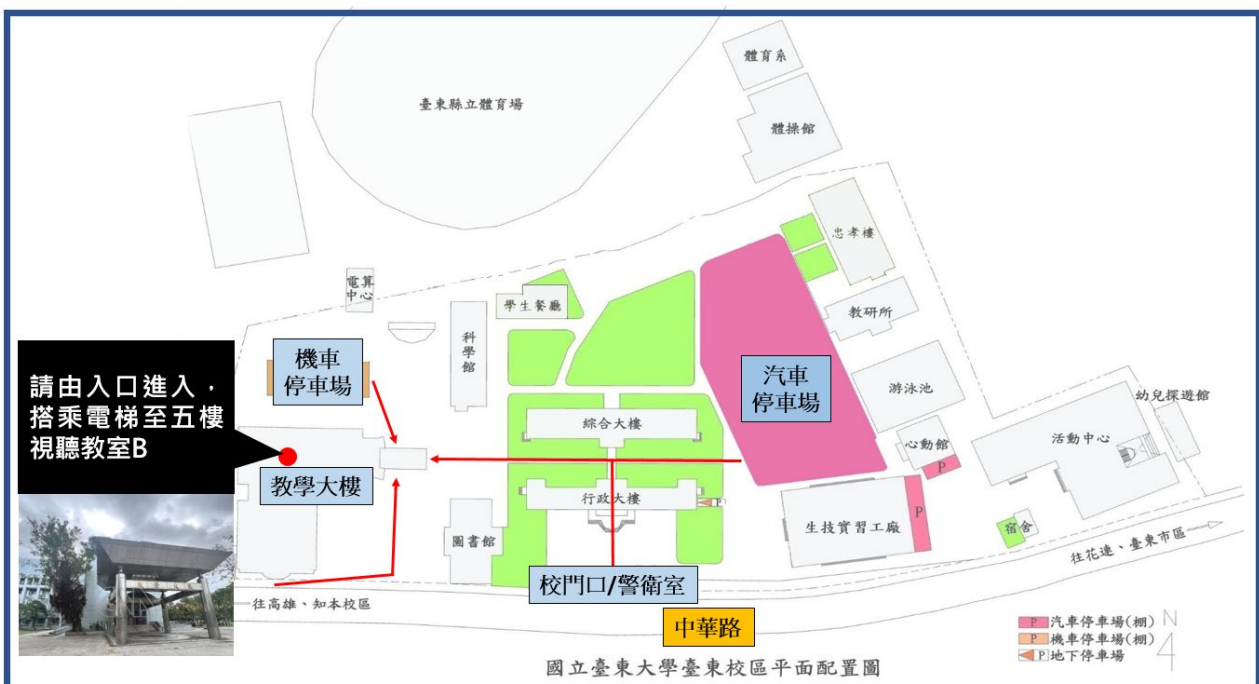 體育系
臺東縣立體育場
體操館
忠孝樓
電算
中心
學生餐廳
教研所
科學館
機車
停車場
汽車
停車場
游泳池
幼兒探遊館
請由入口進入,
搭乘電梯至五樓
視聽教室B
綜合大樓
心動館
活動中心
P
教學大樓
行政大樓
P
生技實習工廠
P
圖書館
宿舍
往花蓮、臺東市區
校門口/警衛室
往高雄、知本校區
中華路
P 汽車停車場(棚)
N
P 機車停車場(棚)
P 地下停車場
國立臺東大學臺東校區平面配置圖